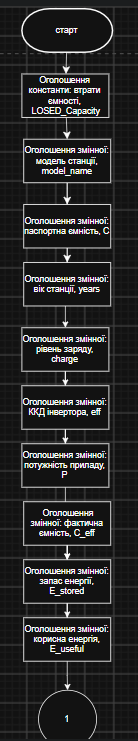 старт
Оголошення
константи: втрати
ємності,
LOSED_Capacity
Оголошення змінної:
модель станції,
model_name
Оголошення змінної:
паспортна ємність, C
Оголошення змінної:
вік станції, years
Оголошення змінної:
рівень заряду,
charge
Оголошення змінної:
ККД інвертора, eff
Оголошення змінної:
потужність приладу,
P
Оголошення
змінної: фактична
ємність, C_eff
Оголошення змінної:
запас енергії,
E_stored
Оголошення змінної:
корисна енергія,
E_useful
1